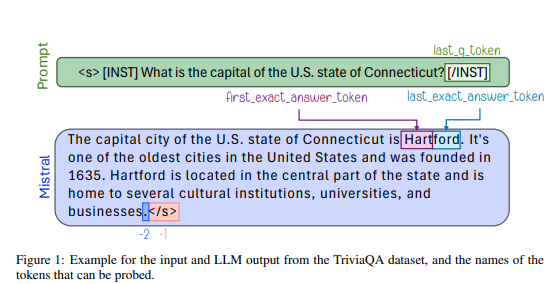 last_q_token
Prompt
<s> [INST] What is the capital of the U.S. state of Connecticut? [/INST]
first_exact_answer_token
last_exact_answer_token
Mistral
The capital city of the U.S. state of Connecticut is Hartford. It's
one of the oldest cities in the United States and was founded in
1635. Hartford is located in the central part of the state and is
home to several cultural institutions, universities, and
businesses.</s>
-2 -1
Figure 1: Example for the input and LLM output from the TriviaQA dataset, and the names of the
tokens that can be probed.